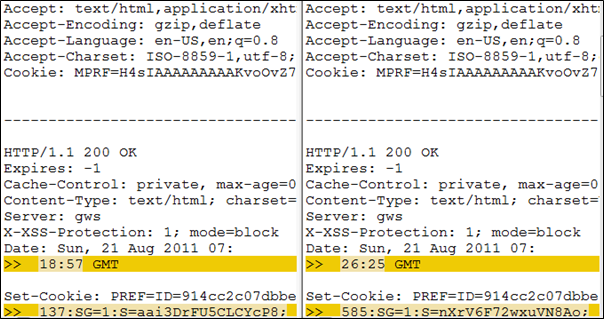 Accept: text/html,application/xht
Accept-Encoding: gzip,deflate
Accept-Language: en-US,en;q=0.8
Accept-Charset: ISO-8859-1,utf-8;
Cookie: MPRF=H4sIAAAAAAAAAKvoOvZ7
----------------------------------
HTTP/1.1 200 OK
Expires: -1
Cache-Control: private, max-age=0
Content-Type: text/html; charset=
Server: gws
X-XSS-Protection: 1; mode=block
Date: Sun, 21 Aug 2011 07:
>> 18:57 GMT
Set-Cookie: PREF=ID=914cc2c07dbbe
>> 137:SG=1:S=aai3DrFU5CLCYcP8;
Accept: text/html,application/xht
Accept-Encoding: gzip,deflate
Accept-Language: en-US,en;q=0.8
Accept-Charset: ISO-8859-1,utf-8;
Cookie: MPRF=H4sIAAAAAAAAAKvoOvZ7
----------------------------------
HTTP/1.1 200 OK
Expires: -1
Cache-Control: private, max-age=0
Content-Type: text/html; charset=
Server: gws
X-XSS-Protection: 1; mode=block
Date: Sun, 21 Aug 2011 07:
>> 26:25 GMT
Set-Cookie: PREF=ID=914cc2c07dbbe
>> 585:SG=1:S=nXrV6F72wxuVN8Ao;